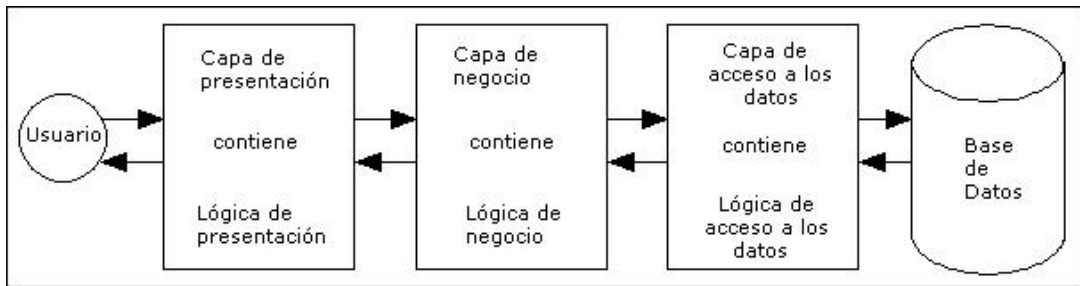 Usuario
Capa de
presentación
contiene
Lógica de
presentación
Capa de
negocio
contiene
Lógica de
negocio
Capa de
acceso a los
datos
contiene
Lógica de
acceso a los
datos
Base
de
Datos